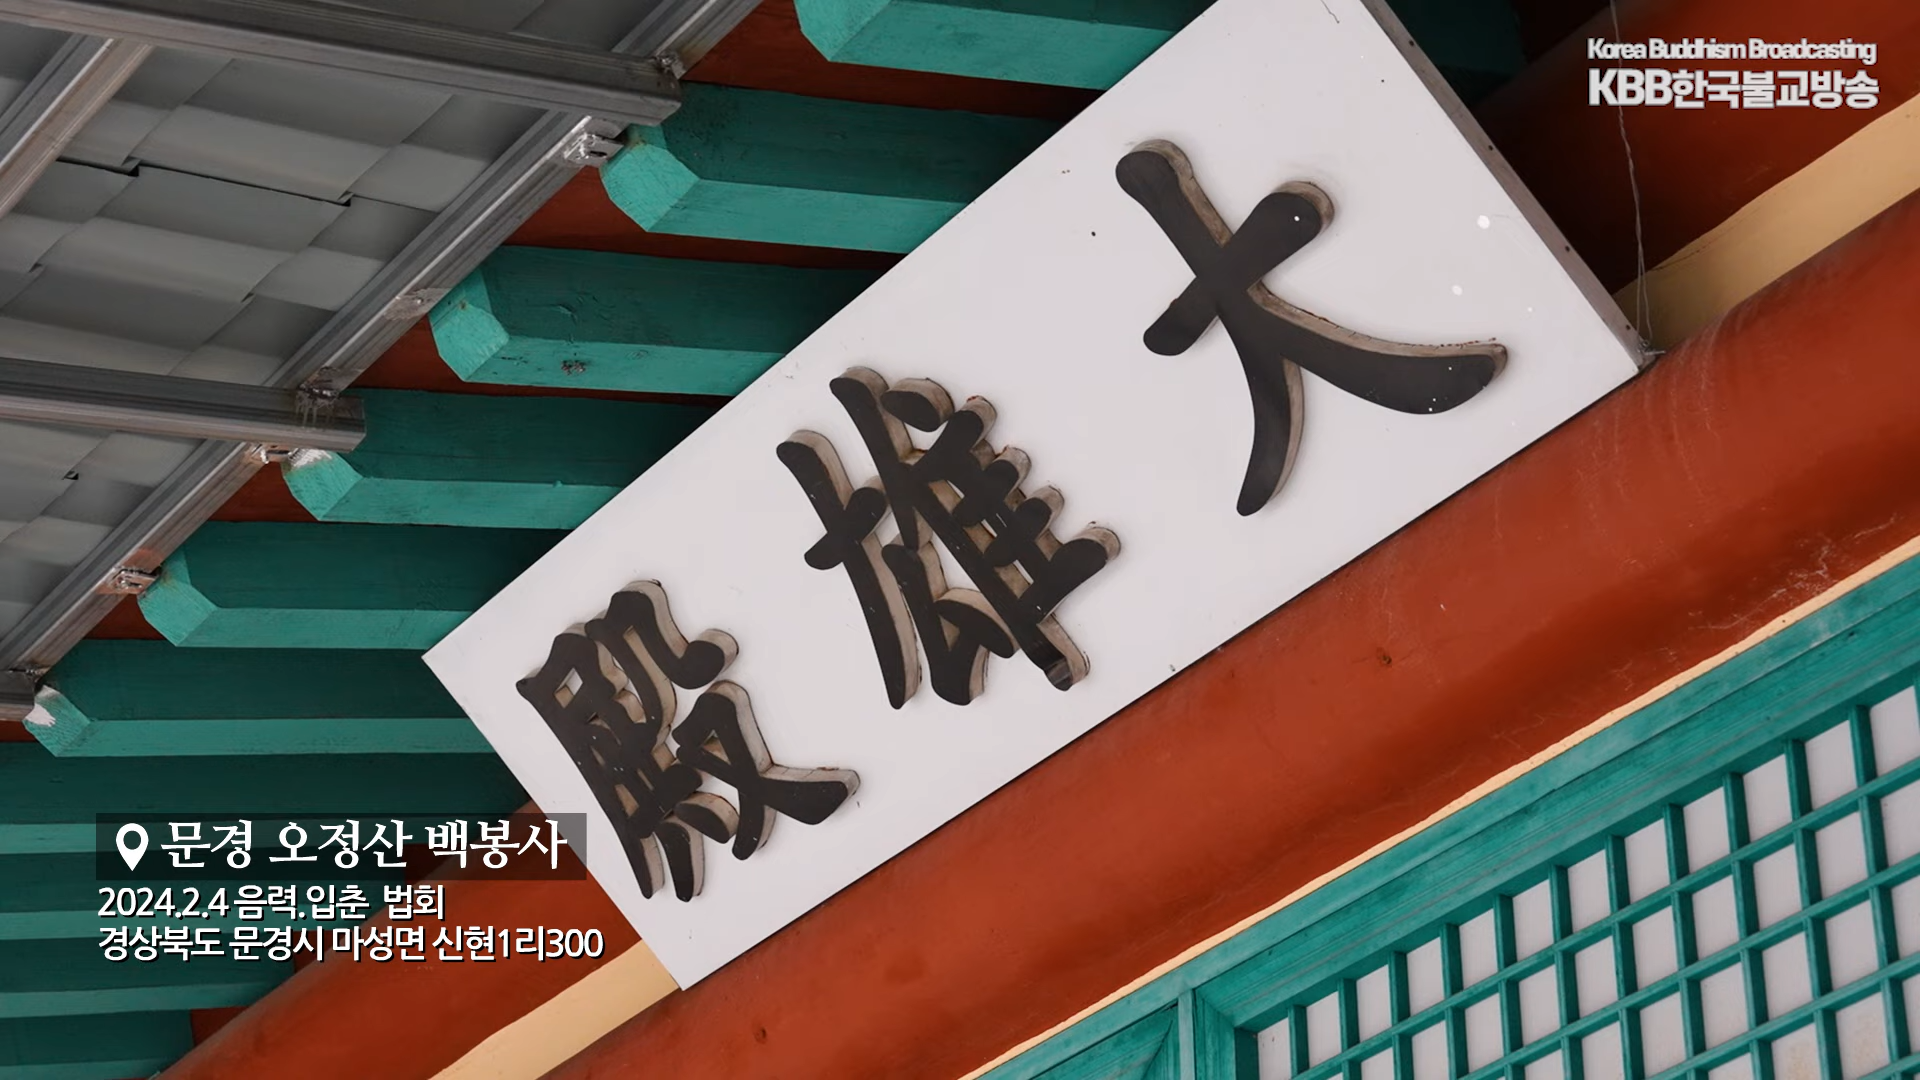 Korea Buddhism Broadcasting
KBB한국불교방송
大雄殿
문경 오정산 백봉사
2024.2.4 음력.입춘 법회
경상북도 문경시 마성면 신현1리300